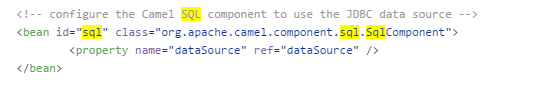 <!-- configure the Camel SQL component to use the JDBC data source -->
<bean id="sql" class="org.apache.camel.component.sql.SqlComponent">
<property name="dataSource" ref="dataSource" />
</bean>